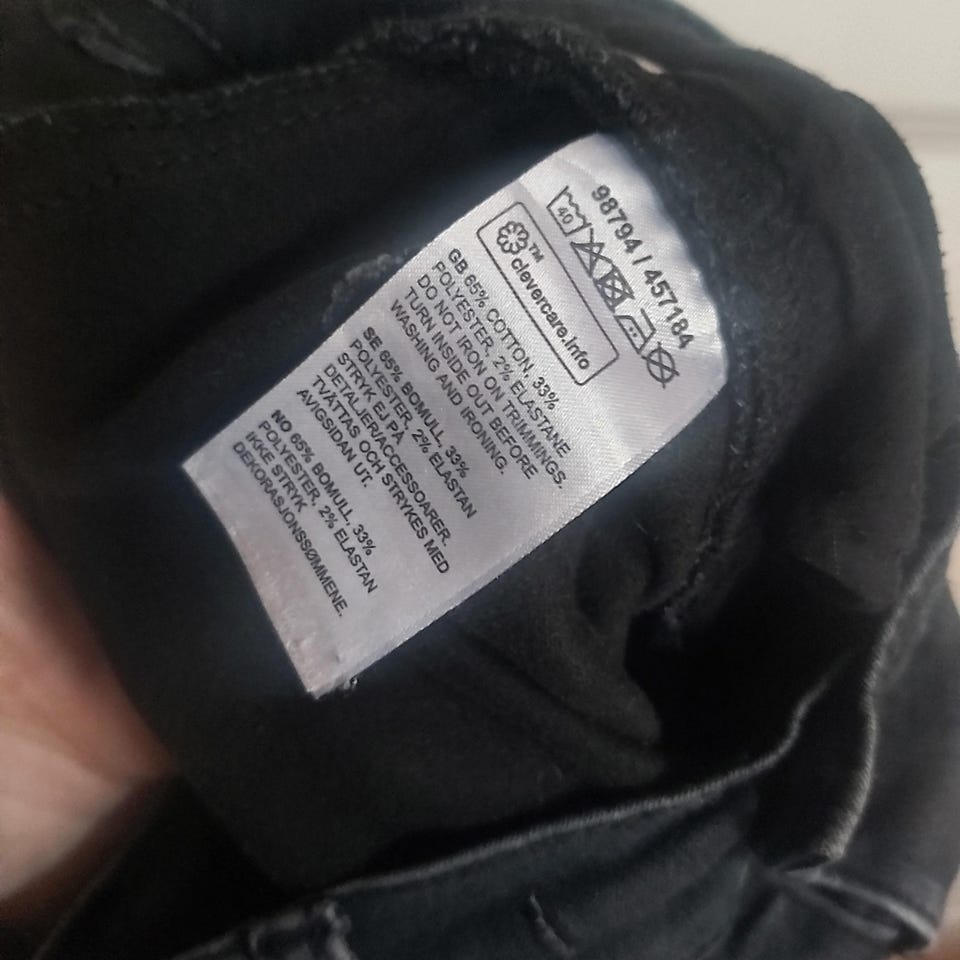 98794 / 457184
40
clevercare.info™
GB 65% COTTON, 33%
POLYESTER, 2% ELASTANE
DO NOT IRON ON TRIMMINGS.
TURN INSIDE OUT BEFORE
WASHING AND IRONING.
SE 65% BOMULL, 33%
POLYESTER, 2% ELASTAN
STRYK EJ PÅ
DETALJER/ACCESSOARER.
TVÄTTAS OCH STRYKES MED
AVIGSIDAN UT.
NO 65% BOMULL, 33%
POLYESTER, 2% ELASTAN
IKKE STRYK
DEKORASJONSSØMMENE.